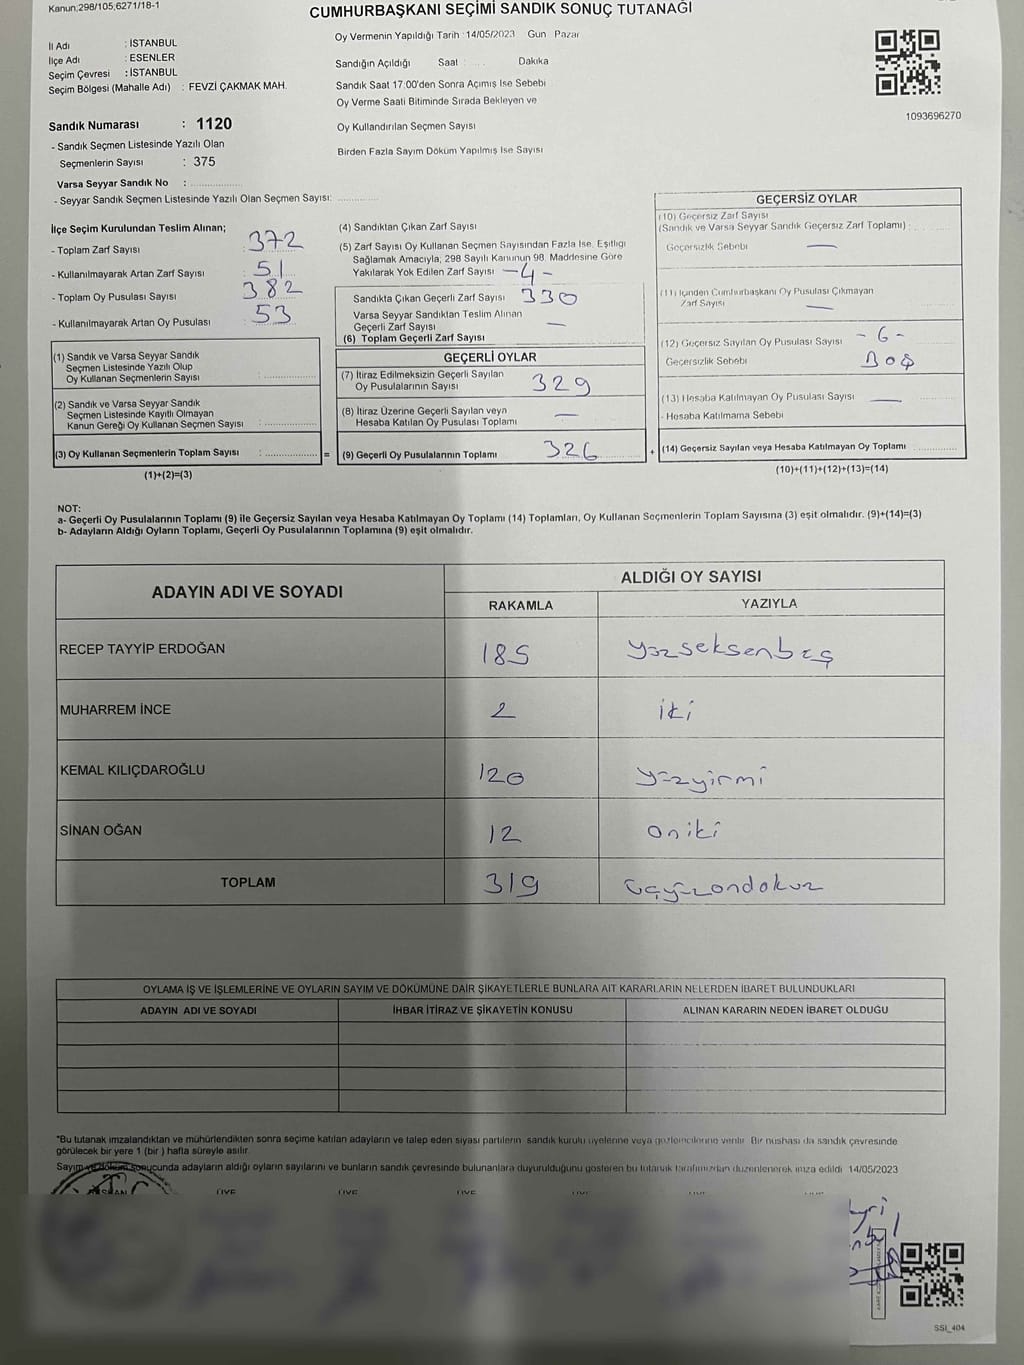 Kanun;298/105;6271/18-1
CUMHURBAŞKANI SEÇİMİ SANDIK SONUÇ TUTANAĞI
İl Adı : İSTANBUL
İlçe Adı : ESENLER
Seçim Çevresi : İSTANBUL
Seçim Bölgesi (Mahalle Adı) : FEVZİ ÇAKMAK MAH.
Oy Vermenin Yapıldığı Tarih : 14/05/2023 Gün Pazar
Sandığın Açıldığı Saat : ..... Dakika
Sandık Saat 17:00'den Sonra Açımış İse Sebebi
Oy Verme Saati Bitiminde Sırada Bekleyen ve
Oy Kullandırılan Seçmen Sayısı
Birden Fazla Sayım Döküm Yapılmış İse Sayısı
1093696270
Sandık Numarası : 1120
- Sandık Seçmen Listesinde Yazılı Olan
Seçmenlerin Sayısı : 375
Varsa Seyyar Sandık No : ..................
- Seyyar Sandık Seçmen Listesinde Yazılı Olan Seçmen Sayısı: ..................
İlçe Seçim Kurulundan Teslim Alınan;
- Toplam Zarf Sayısı : 372
- Kullanılmayarak Artan Zarf Sayısı : 51
- Toplam Oy Pusulası Sayısı : 382
- Kullanılmayarak Artan Oy Pusulası : 53
(1) Sandık ve Varsa Seyyar Sandık
Seçmen Listesinde Yazılı Olup
Oy Kullanan Seçmenlerin Sayısı : ..................
(2) Sandık ve Varsa Seyyar Sandık
Seçmen Listesinde Kayıtlı Olmayan
Kanun Gereği Oy Kullanan Seçmen Sayısı : ..................
(3) Oy Kullanan Seçmenlerin Toplam Sayısı : ..................
(1)+(2)=(3)
=
(4) Sandıktan Çıkan Zarf Sayısı
(5) Zarf Sayısı Oy Kullanan Seçmen Sayısından Fazla İse, Eşitliği
Sağlamak Amacıyla; 298 Sayılı Kanunun 98. Maddesine Göre
Yakılarak Yok Edilen Zarf Sayısı - 4 -
Sandıkta Çıkan Geçerli Zarf Sayısı 330
Varsa Seyyar Sandıktan Teslim Alınan
Geçerli Zarf Sayısı —
(6) Toplam Geçerli Zarf Sayısı
GEÇERLİ OYLAR
(7) İtiraz Edilmeksizin Geçerli Sayılan
Oy Pusulalarının Sayısı 329
(8) İtiraz Üzerine Geçerli Sayılan veya
Hesaba Katılan Oy Pusulası Toplamı —
(9) Geçerli Oy Pusulalarının Toplamı 326
+
GEÇERSİZ OYLAR
(10) Geçersiz Zarf Sayısı
(Sandık ve Varsa Seyyar Sandık Geçersiz Zarf Toplamı) :
Geçersizlik Sebebi —
(11) İçinden Cumhurbaşkanı Oy Pusulası Çıkmayan
Zarf Sayısı —
(12) Geçersiz Sayılan Oy Pusulası Sayısı - 6 -
Geçersizlik Sebebi Boş
(13) Hesaba Katılmayan Oy Pusulası Sayısı —
- Hesaba Katılmama Sebebi
(14) Geçersiz Sayılan veya Hesaba Katılmayan Oy Toplamı ..................
(10)+(11)+(12)+(13)=(14)
NOT:
a- Geçerli Oy Pusulalarının Toplamı (9) ile Geçersiz Sayılan veya Hesaba Katılmayan Oy Toplamı (14) Toplamları, Oy Kullanan Seçmenlerin Toplam Sayısına (3) eşit olmalıdır. (9)+(14)=(3)
b- Adayların Aldığı Oyların Toplamı, Geçerli Oy Pusulalarının Toplamına (9) eşit olmalıdır.
ADAYIN ADI VE SOYADI
ALDIĞI OY SAYISI
RAKAMLA YAZIYLA
RECEP TAYYİP ERDOĞAN 185 yüzseksenbeş
MUHARREM İNCE 2 iki
KEMAL KILIÇDAROĞLU 120 yüzyirmi
SİNAN OĞAN 12 oniki
TOPLAM 319 üçyüzondokuz
OYLAMA İŞ VE İŞLEMLERİNE VE OYLARIN SAYIM VE DÖKÜMÜNE DAİR ŞİKAYETLERLE BUNLARA AİT KARARLARIN NELERDEN İBARET BULUNDUKLARI
ADAYIN ADI VE SOYADI İHBAR İTİRAZ VE ŞİKAYETİN KONUSU ALINAN KARARIN NEDEN İBARET OLDUĞU
*Bu tutanak imzalandıktan ve mühürlendikten sonra seçime katılan adayların ve talep eden siyasi partilerin sandık kurulu üyelerine veya gözlemcilerine verilir. Bir nüshası da sandık çevresinde
görülecek bir yere 1 (bir ) hafta süreyle asılır.
Sayım ve döküm sonucunda adayların aldığı oyların sayılarını ve bunların sandık çevresinde bulunanlara duyurulduğunu gösteren bu tutanak tarafımızdan düzenlenerek imza edildi 14/05/2023
BAŞKAN ÜYE ÜYE ÜYE
SSI_404